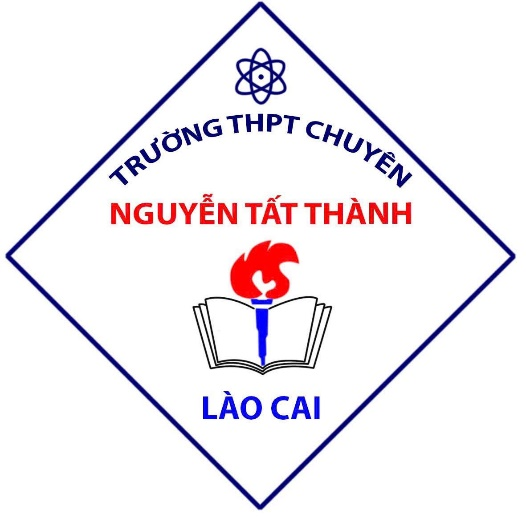 TRƯỜNG THPT CHUYÊN
NGUYỄN TẤT THÀNH
LÀO CAI